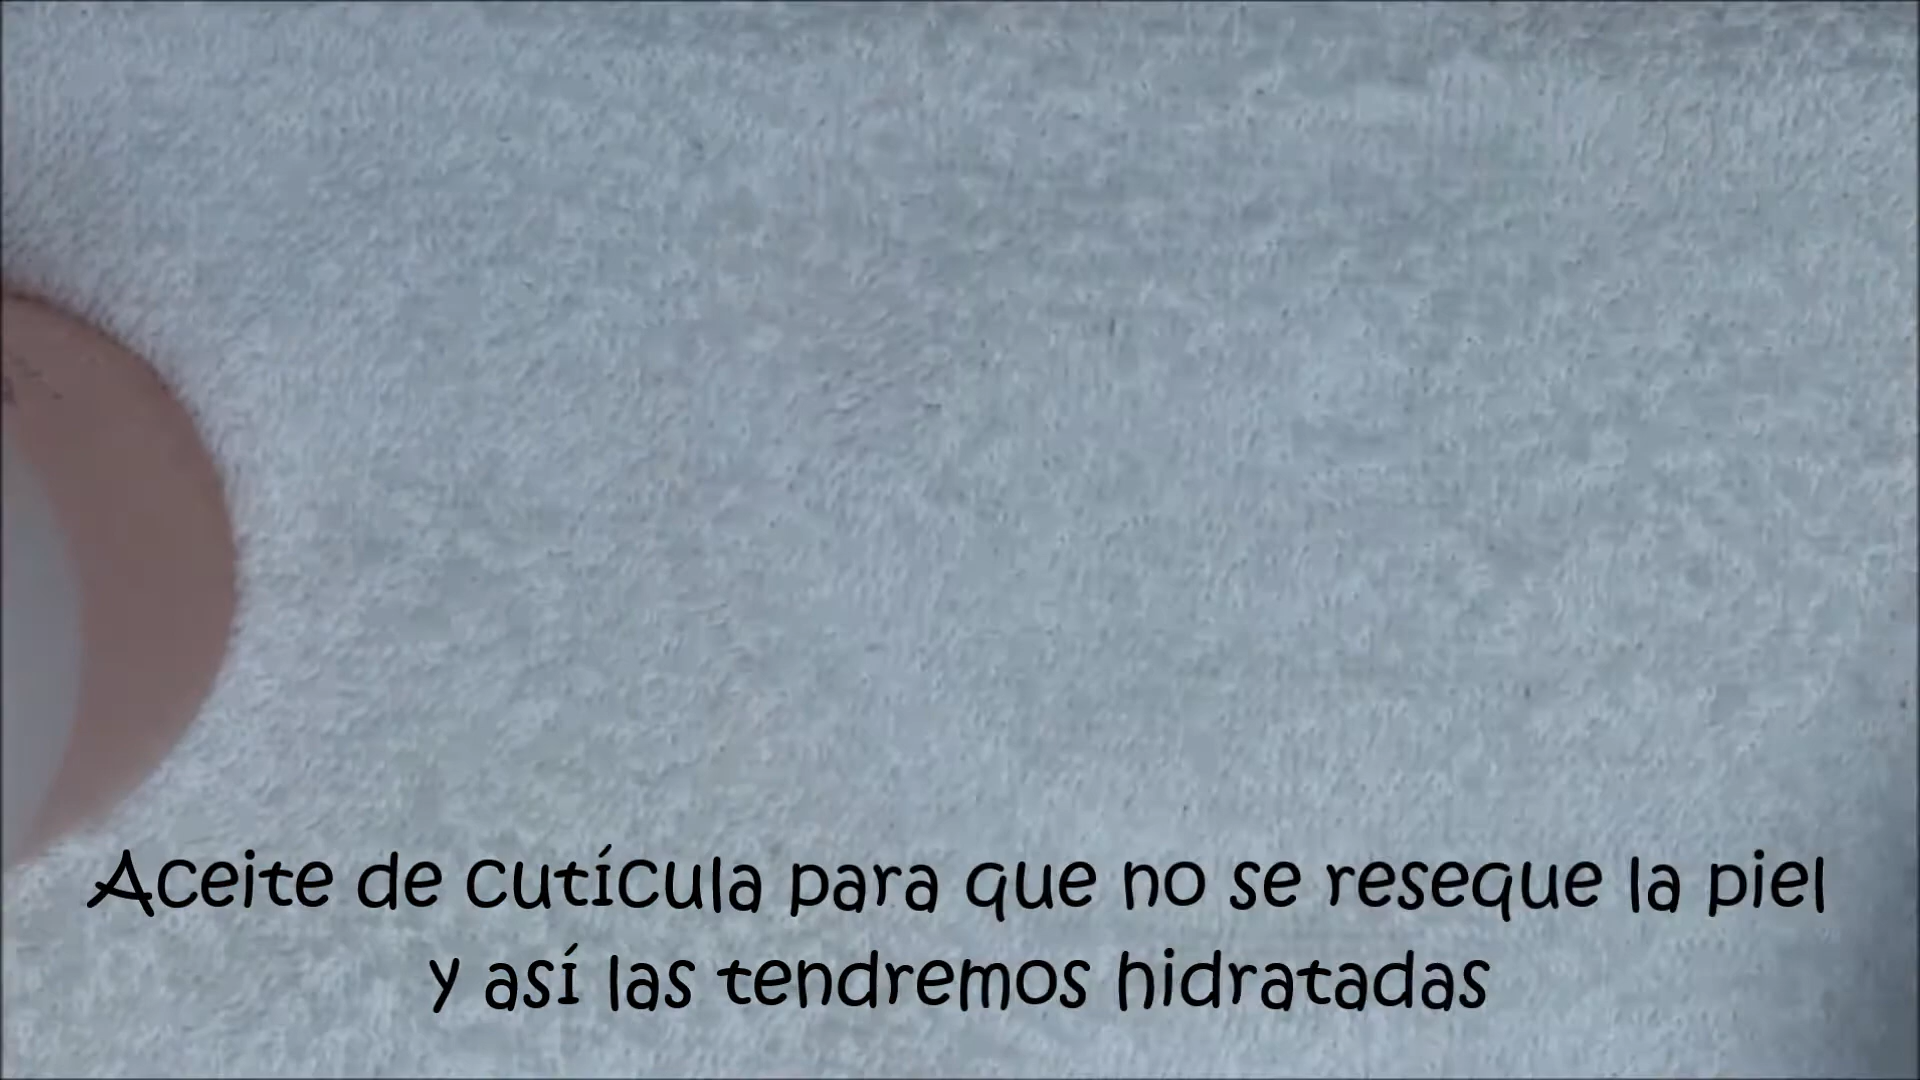 Aceite de cutícula para que no se reseque la piel
y así las tendremos hidratadas